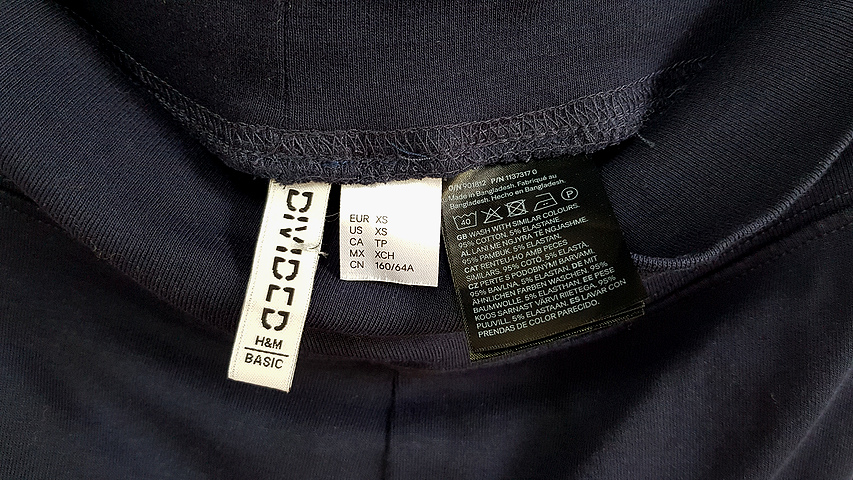 DIVIDED
H&M
BASIC
EUR XS
US XS
CA TP
MX XCH
CN 160/64A
O/N 901812 P/N 1137317 0
Made in Bangladesh. Fabriqué au
Bangladesh. Hecho en Bangladesh.
40
P
GB WASH WITH SIMILAR COLOURS.
95% COTTON, 5% ELASTANE.
AL LANI ME NGJYRA TE NGJASHME.
95% PAMBUK, 5% ELASTAN.
CAT RENTEU-HO AMB PECES
SIMILARS. 95% COTÓ, 5% ELASTÀ.
CZ PERTE S PODOBNÝMI BARVAMI.
95% BAVLNA, 5% ELASTAN. DE MIT
ÄHNLICHEN FARBEN WASCHEN. 95%
BAUMWOLLE, 5% ELASTHAN. EE PESE
KOOS SARNAST VÄRVI RIIETEGA. 95%
PUUVILL, 5% ELASTAAN. ES LAVAR CON
PRENDAS DE COLOR PARECIDO.